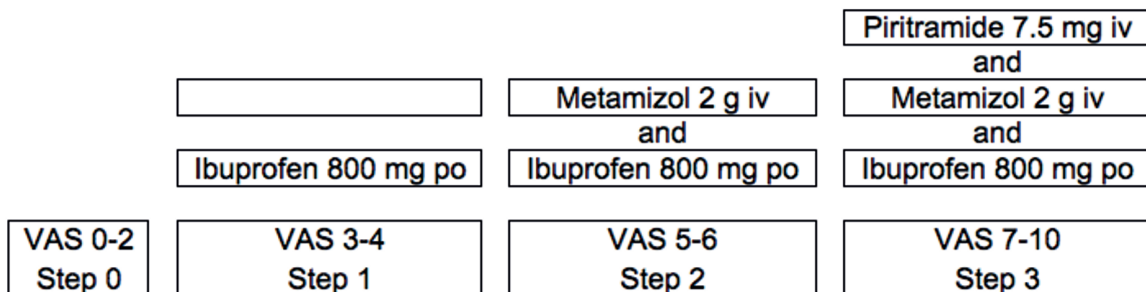 Piritramide 7.5 mg iv
and
Metamizol 2 g iv
Metamizol 2 g iv
and
and
Ibuprofen 800 mg po
Ibuprofen 800 mg po
Ibuprofen 800 mg po
VAS 0-2
Step 0
VAS 3-4
Step 1
VAS 5-6
Step 2
VAS 7-10
Step 3